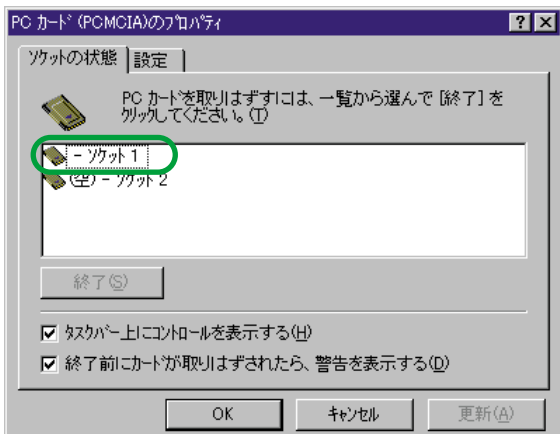 PC ｶｰﾄﾞ (PCMCIA)のﾌﾟﾛﾊﾟﾃｨ
ｿｹｯﾄの状態
設定
PC ｶｰﾄﾞを取りはずすには、一覧から選んで [終了] を
ｸﾘｯｸしてください。(T)
- ｿｹｯﾄ 1
(空) - ｿｹｯﾄ 2
終了(S)
ﾀｽｸﾊﾞｰ上にｺﾝﾄﾛｰﾙを表示する(H)
終了前にｶｰﾄﾞが取りはずされたら、警告を表示する(D)
OK
ｷｬﾝｾﾙ
更新(A)